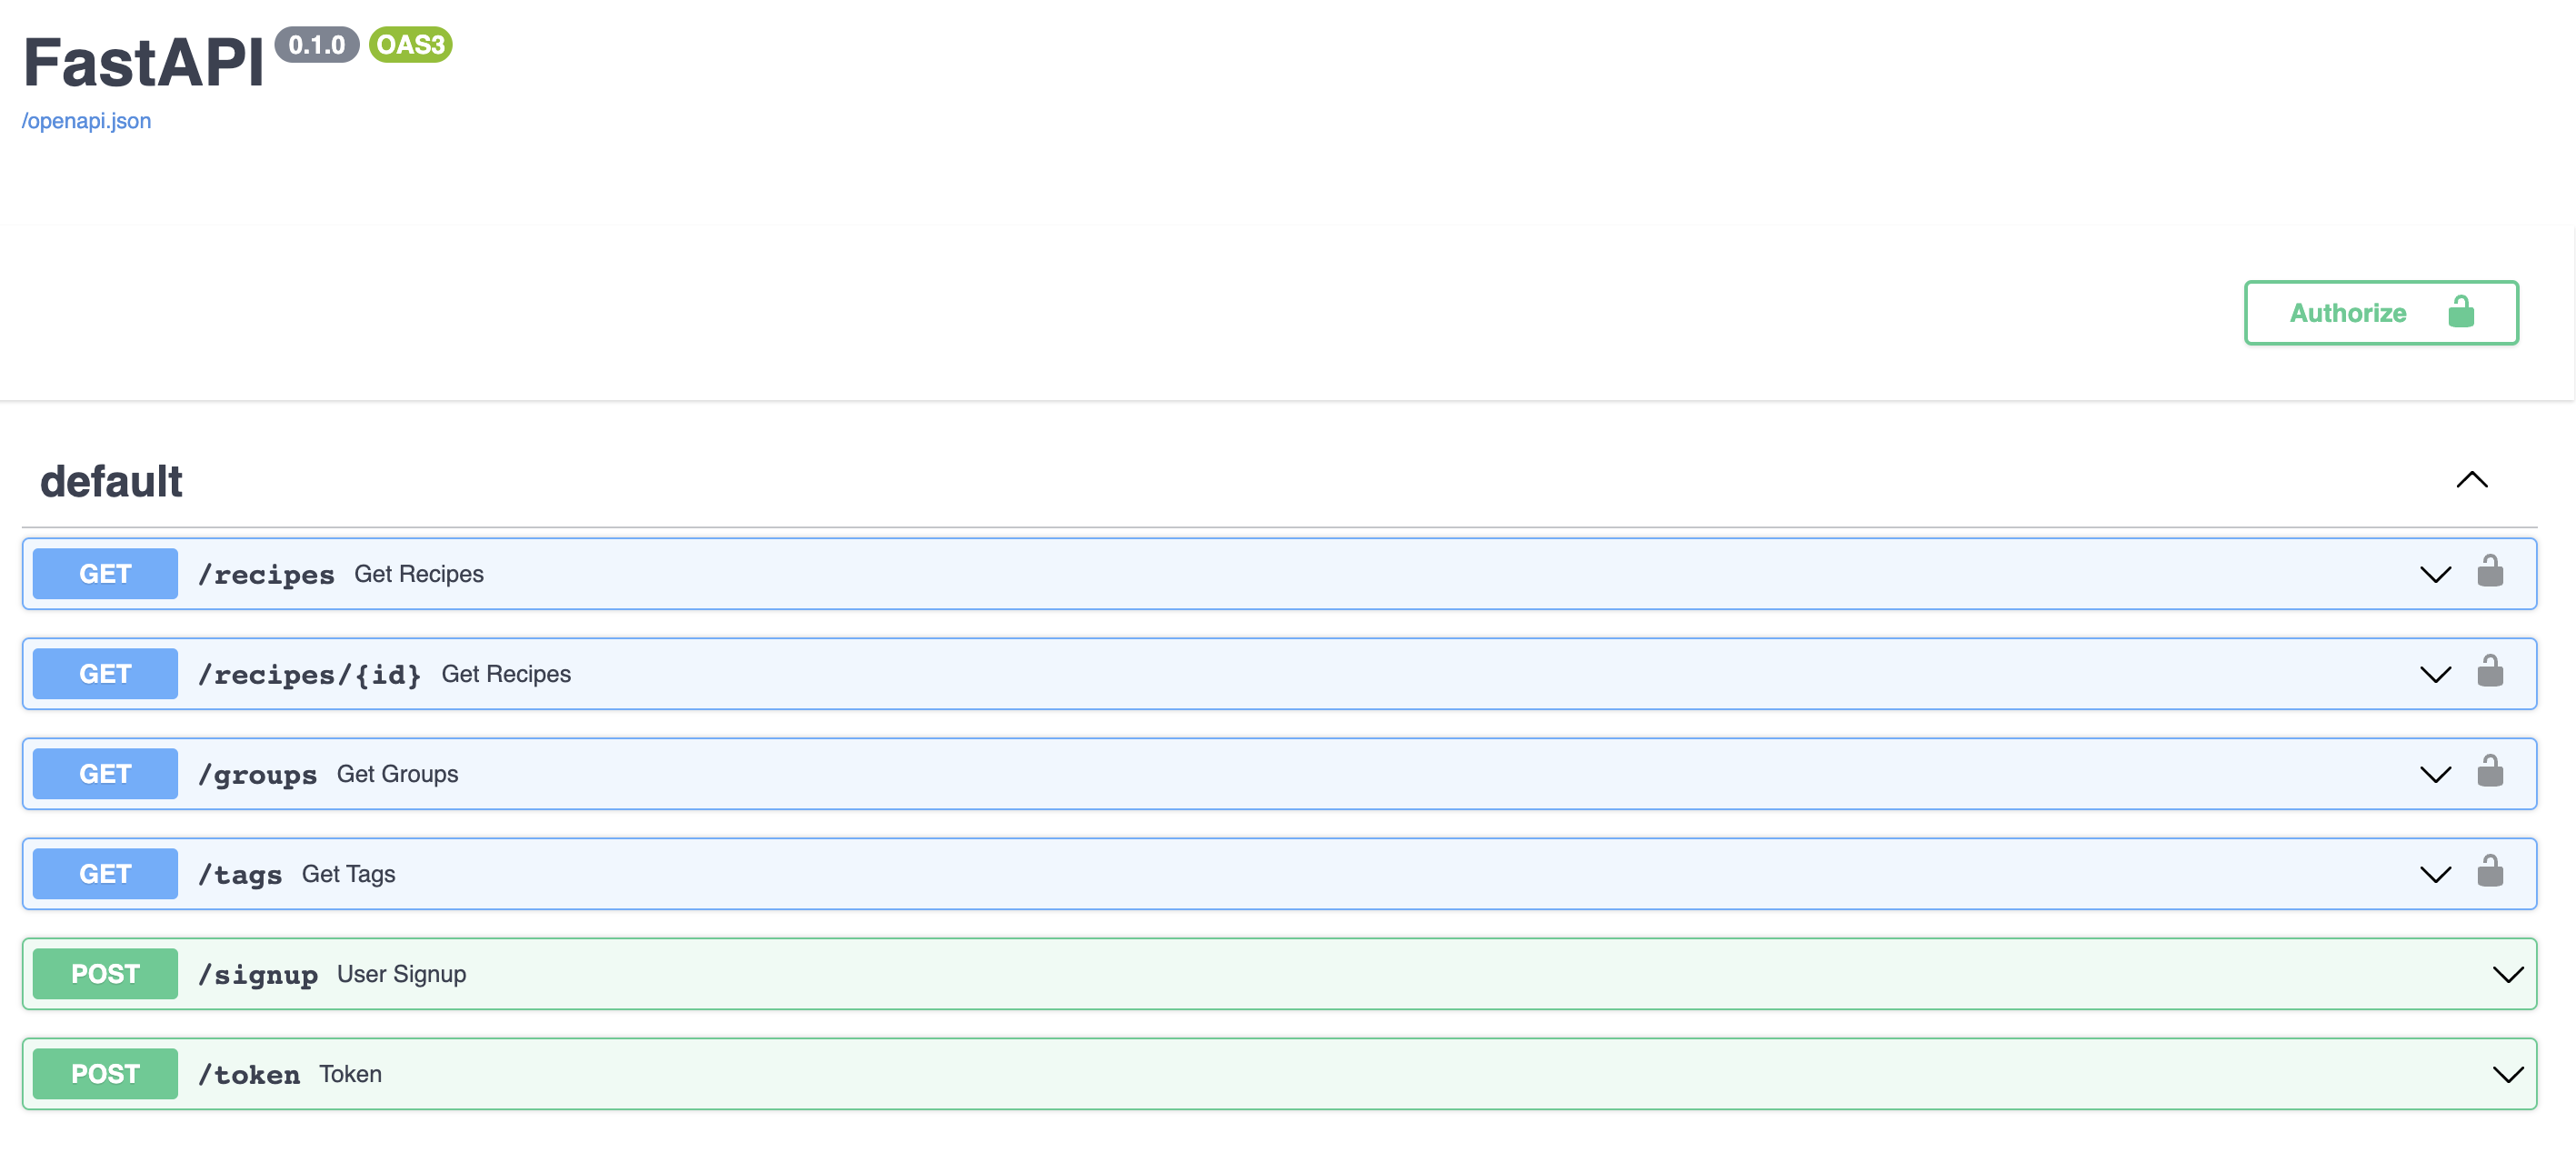 FastAPI 0.1.0 OAS3
/openapi.json
Authorize
default
GET /recipes Get Recipes
GET /recipes/{id} Get Recipes
GET /groups Get Groups
GET /tags Get Tags
POST /signup User Signup
POST /token Token